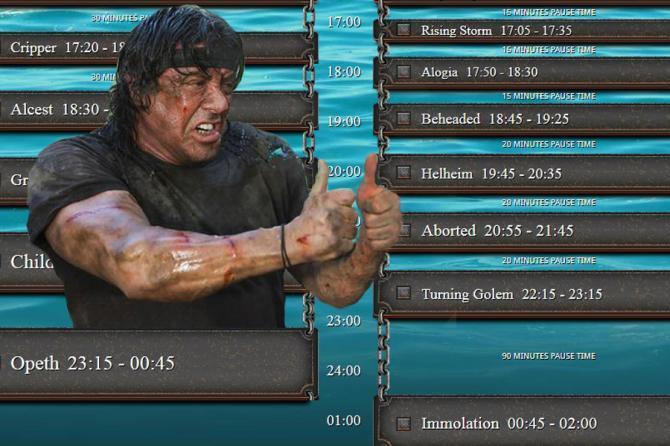 30 MINUTES PAUSE TIME
Cripper 17:20 - 18
30 MIN
Alcest 18:30 -
Gr
Child
Opeth 23:15 - 00:45
17:00
18:00
19:00
20:00
23:00
24:00
01:00
15 MINUTES PAUSE TIME
Rising Storm 17:05 - 17:35
15 MINUTES PAUSE TIME
Alogia 17:50 - 18:30
15 MINUTES PAUSE TIME
Beheaded 18:45 - 19:25
20 MINUTES PAUSE TIME
Helheim 19:45 - 20:35
20 MINUTES PAUSE TIME
Aborted 20:55 - 21:45
20 MINUTES PAUSE TIME
Turning Golem 22:15 - 23:15
90 MINUTES PAUSE TIME
Immolation 00:45 - 02:00